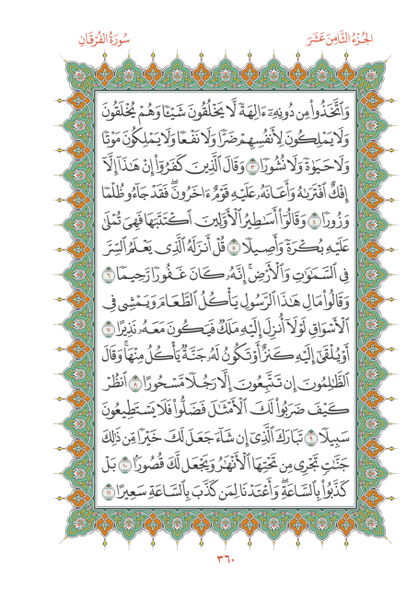 الجُزْءُ الثَّامِنَ عَشَرَ
سُورَةُ الفُرْقَانِ
وَٱتَّخَذُوا۟ مِن دُونِهِۦٓ ءَالِهَةً لَّا يَخْلُقُونَ شَيْـًٔا وَهُمْ يُخْلَقُونَ
وَلَا يَمْلِكُونَ لِأَنفُسِهِمْ ضَرًّا وَلَا نَفْعًا وَلَا يَمْلِكُونَ مَوْتًا
وَلَا حَيَوٰةً وَلَا نُشُورًا ٣ وَقَالَ ٱلَّذِينَ كَفَرُوٓا۟ إِنْ هَـٰذَآ إِلَّآ
إِفْكٌ ٱفْتَرَىٰهُ وَأَعَانَهُۥ عَلَيْهِ قَوْمٌ ءَاخَرُونَ ۖ فَقَدْ جَآءُو ظُلْمًا
وَزُورًا ٤ وَقَالُوٓا۟ أَسَـٰطِيرُ ٱلْأَوَّلِينَ ٱكْتَتَبَهَا فَهِىَ تُمْلَىٰ
عَلَيْهِ بُكْرَةً وَأَصِيلًا ٥ قُلْ أَنزَلَهُ ٱلَّذِى يَعْلَمُ ٱلسِّرَّ
فِى ٱلسَّمَـٰوَٰتِ وَٱلْأَرْضِ ۚ إِنَّهُۥ كَانَ غَفُورًا رَّحِيمًا ٦
وَقَالُوا۟ مَالِ هَـٰذَا ٱلرَّسُولِ يَأْكُلُ ٱلطَّعَامَ وَيَمْشِى فِى
ٱلْأَسْوَاقِ ۙ لَوْلَآ أُنزِلَ إِلَيْهِ مَلَكٌ فَيَكُونَ مَعَهُۥ نَذِيرًا ٧
أَوْ يُلْقَىٰٓ إِلَيْهِ كَنزٌ أَوْ تَكُونُ لَهُۥ جَنَّةٌ يَأْكُلُ مِنْهَا ۚ وَقَالَ
ٱلظَّـٰلِمُونَ إِن تَتَّبِعُونَ إِلَّا رَجُلًا مَّسْحُورًا ٨ ٱنظُرْ
كَيْفَ ضَرَبُوا۟ لَكَ ٱلْأَمْثَـٰلَ فَضَلُّوا۟ فَلَا يَسْتَطِيعُونَ
سَبِيلًا ٩ تَبَارَكَ ٱلَّذِىٓ إِن شَآءَ جَعَلَ لَكَ خَيْرًا مِّن ذَٰلِكَ
جَنَّـٰتٍ تَجْرِى مِن تَحْتِهَا ٱلْأَنْهَـٰرُ وَيَجْعَل لَّكَ قُصُورًۢا ١٠ بَلْ
كَذَّبُوا۟ بِٱلسَّاعَةِ ۖ وَأَعْتَدْنَا لِمَن كَذَّبَ بِٱلسَّاعَةِ سَعِيرًا ١١
٣٦٠